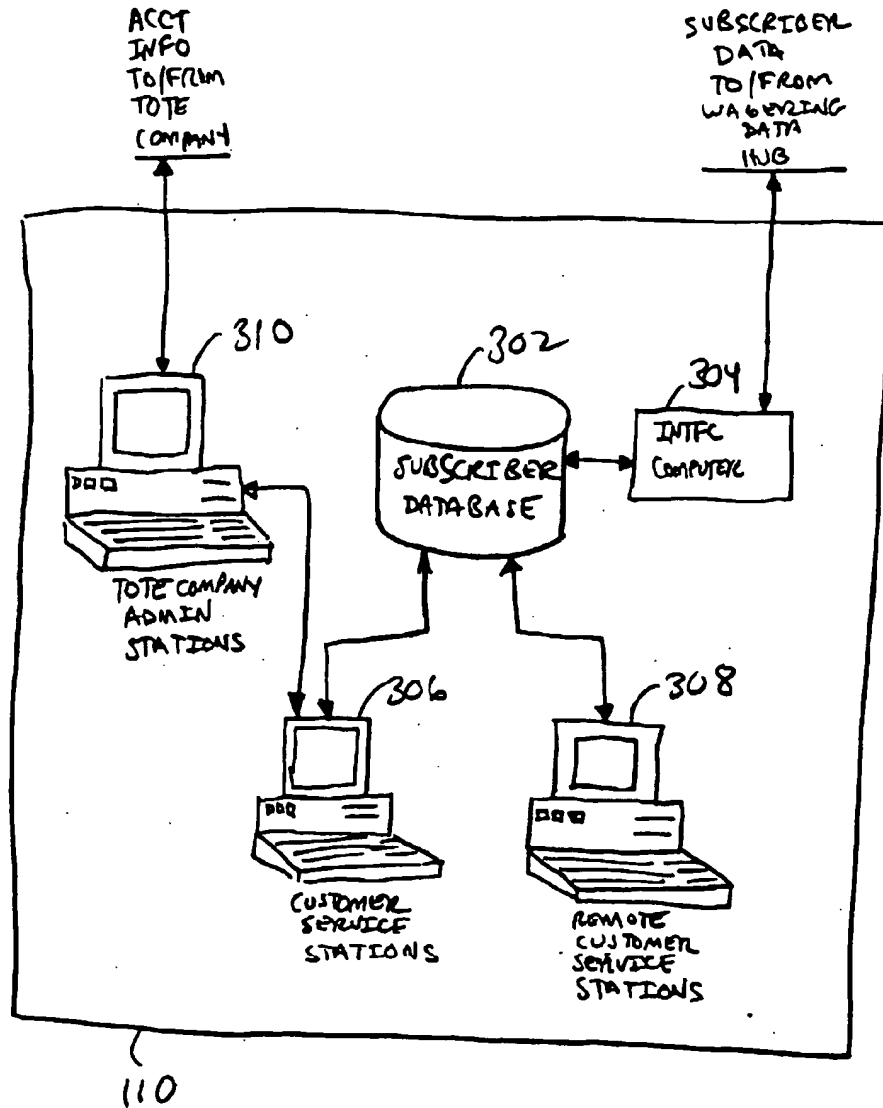 ACCT
INFO
TO/FROM
TOTE
COMPANY
SUBSCRIBER
DATA
TO/FROM
WAGERING
DATA
HUB
310
302
304
INTFC
COMPUTER
SUBSCRIBER
DATABASE
TOTE COMPANY
ADMIN
STATIONS
306
308
CUSTOMER
SERVICE
STATIONS
REMOTE
CUSTOMER
SERVICE
STATIONS
110